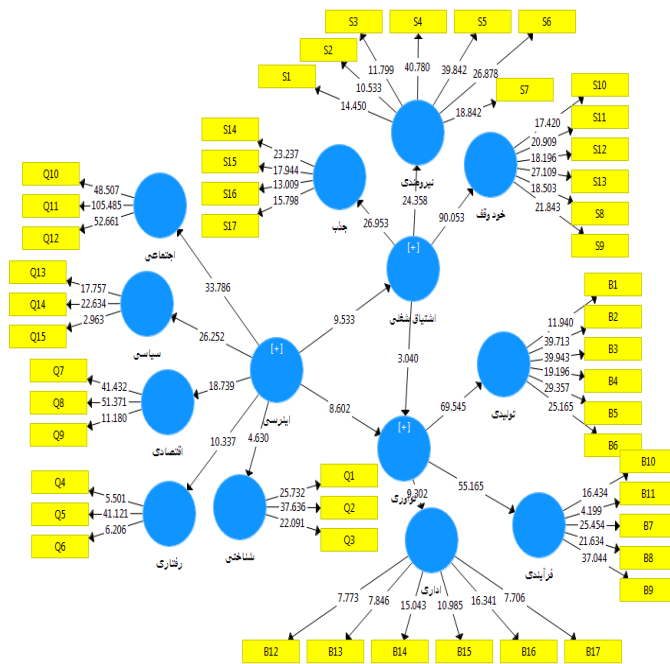 S3
S4
S5
S6
S2
S1
11.799
40.780
39.842
26.878
10.533
14.450
S7
18.842
S10
S11
S12
S13
S8
S9
17.420
20.909
18.196
27.109
18.503
21.843
نیرومندی
خود وقف
S14
S15
S16
S17
23.237
17.944
13.009
15.798
جذب
24.358
90.053
26.953
[+]
اشتیاق شغلی
Q10
Q11
Q12
48.507
105.485
52.661
اجتماعی
33.786
9.533
Q13
Q14
Q15
17.757
22.634
2.963
سیاسی
26.252
3.040
B1
B2
B3
B4
B5
B6
11.940
39.713
39.943
19.196
29.357
25.165
تولیدی
69.545
[+]
اینرسی
18.739
8.602
Q7
Q8
Q9
41.432
51.371
11.180
اقتصادی
10.337
4.630
[+]
نوآوری
9.302
55.165
Q4
Q5
Q6
5.501
41.121
6.206
رفتاری
Q1
Q2
Q3
25.732
37.636
22.091
شناختی
B10
B11
B7
B8
B9
16.434
4.199
25.454
21.634
37.044
فرآیندی
اداری
7.773
7.846
15.043
10.985
16.341
7.706
B12
B13
B14
B15
B16
B17